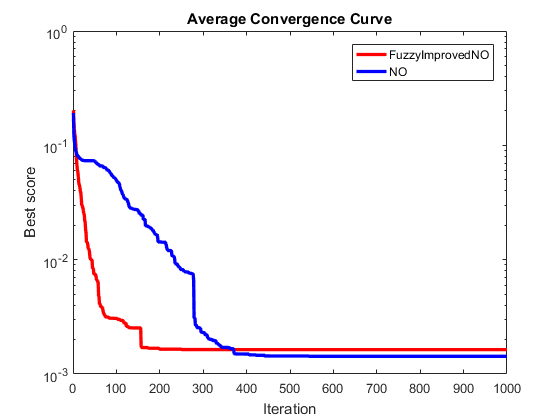 Average Convergence Curve
FuzzyImprovedNO
NO
Best score
10^0
10^-1
10^-2
10^-3
0 100 200 300 400 500 600 700 800 900 1000
Iteration